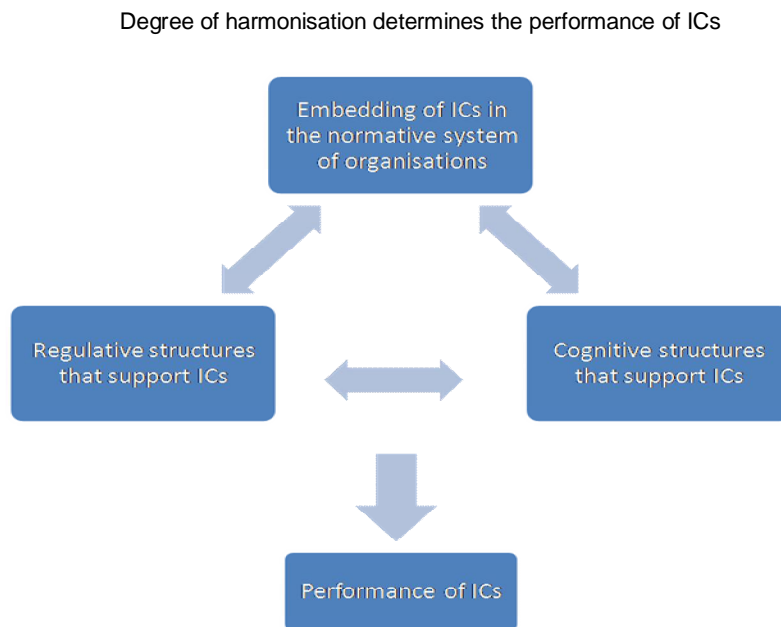 Degree of harmonisation determines the performance of ICs
Embedding of ICs in
the normative system
of organisations
Regulative structures
that support ICs
Cognitive structures
that support ICs
Performance of ICs